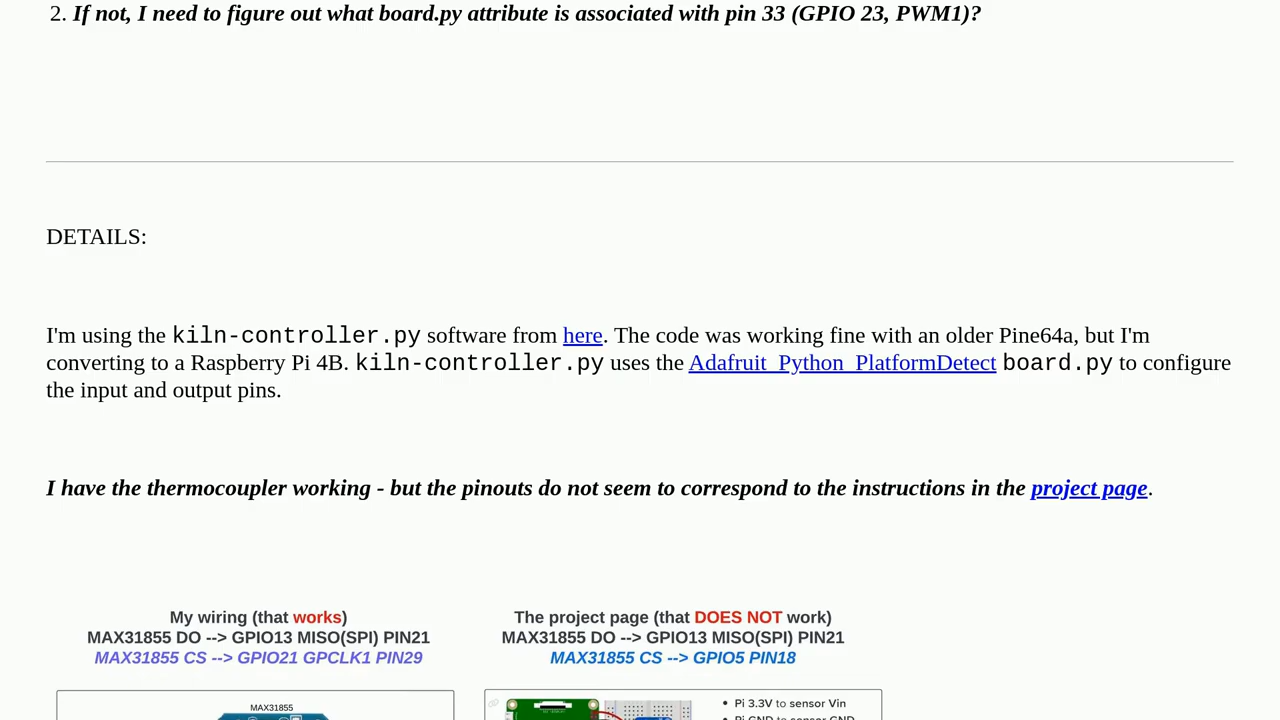 2. If not, I need to figure out what board.py attribute is associated with pin 33 (GPIO 23, PWM1)?
DETAILS:
I'm using the kiln-controller.py software from here. The code was working fine with an older Pine64a, but I'm
converting to a Raspberry Pi 4B. kiln-controller.py uses the Adafruit_Python_PlatformDetect board.py to configure
the input and output pins.
I have the thermocoupler working - but the pinouts do not seem to correspond to the instructions in the project page.
My wiring (that works)
MAX31855 DO --> GPIO13 MISO(SPI) PIN21
MAX31855 CS --> GPIO21 GPCLK1 PIN29
The project page (that DOES NOT work)
MAX31855 DO --> GPIO13 MISO(SPI) PIN21
MAX31855 CS --> GPIO5 PIN18
MAX31855
• Pi 3.3V to sensor Vin
• Pi GND to sensor GND